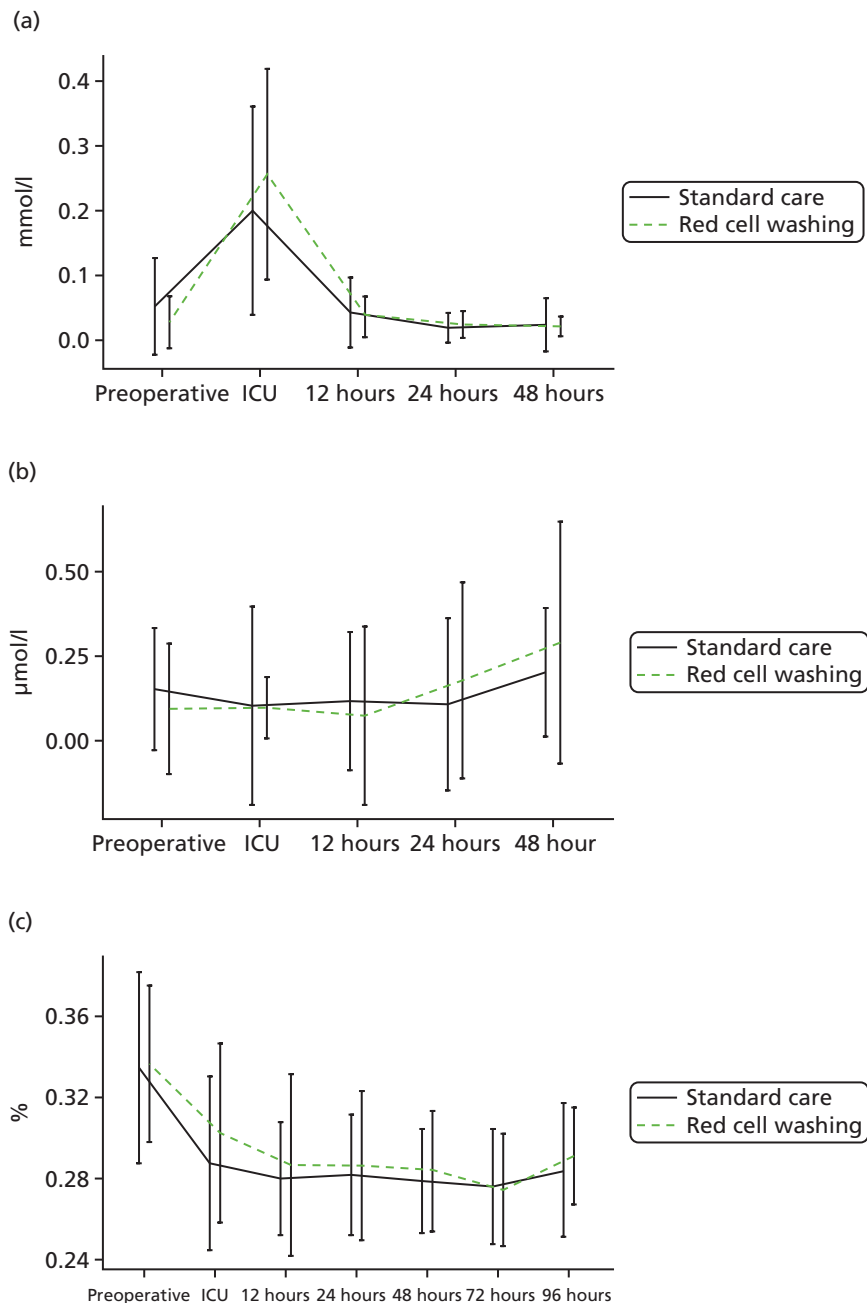 (a)
mmol/l
0.4
0.3
0.2
0.1
0.0
Preoperative ICU 12 hours 24 hours 48 hours
Standard care
Red cell washing
(b)
µmol/l
0.50
0.25
0.00
Preoperative ICU 12 hours 24 hours 48 hour
Standard care
Red cell washing
(c)
%
0.36
0.32
0.28
0.24
Preoperative ICU 12 hours 24 hours 48 hours 72 hours 96 hours
Standard care
Red cell washing